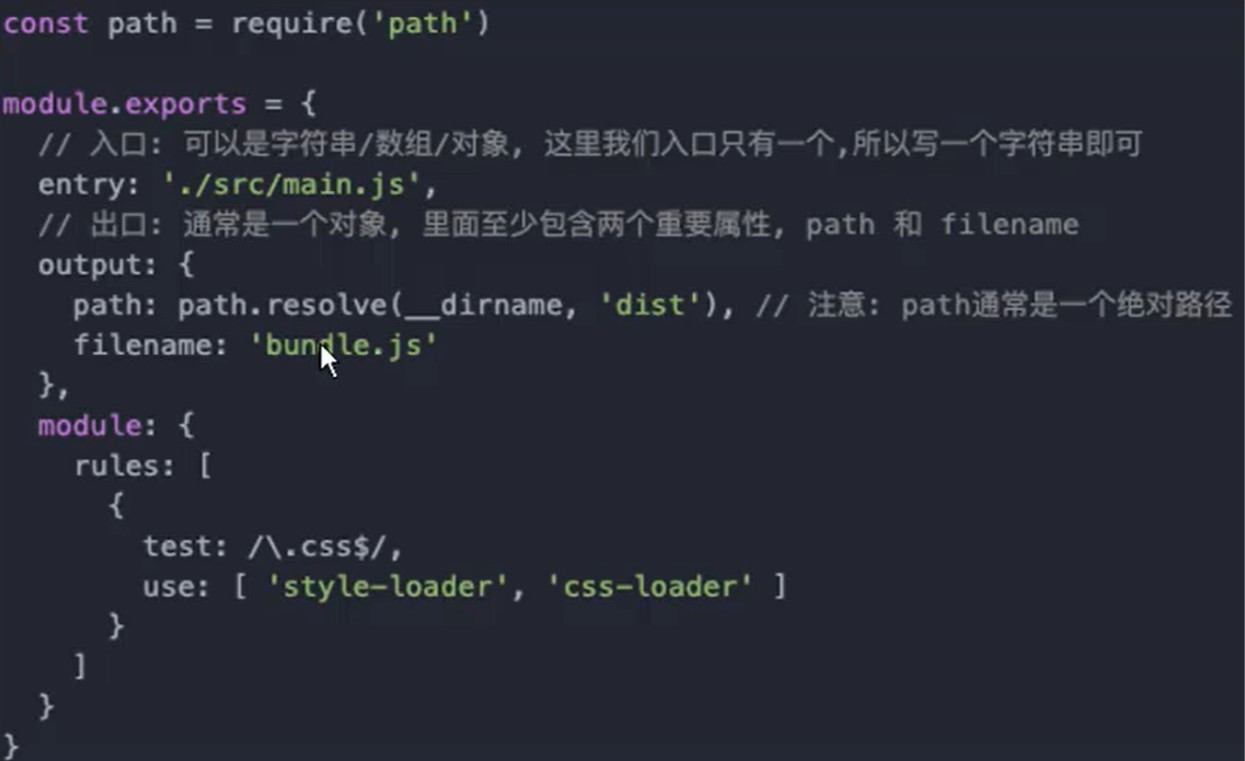 const path = require('path')
module.exports = {
// 入口: 可以是字符串/数组/对象, 这里我们入口只有一个,所以写一个字符串即可
entry: './src/main.js',
// 出口: 通常是一个对象, 里面至少包含两个重要属性, path 和 filename
output: {
path: path.resolve(__dirname, 'dist'), // 注意: path通常是一个绝对路径
filename: 'bundle.js'
},
module: {
rules: [
{
test: /\.css$/,
use: [ 'style-loader', 'css-loader' ]
}
]
}
}